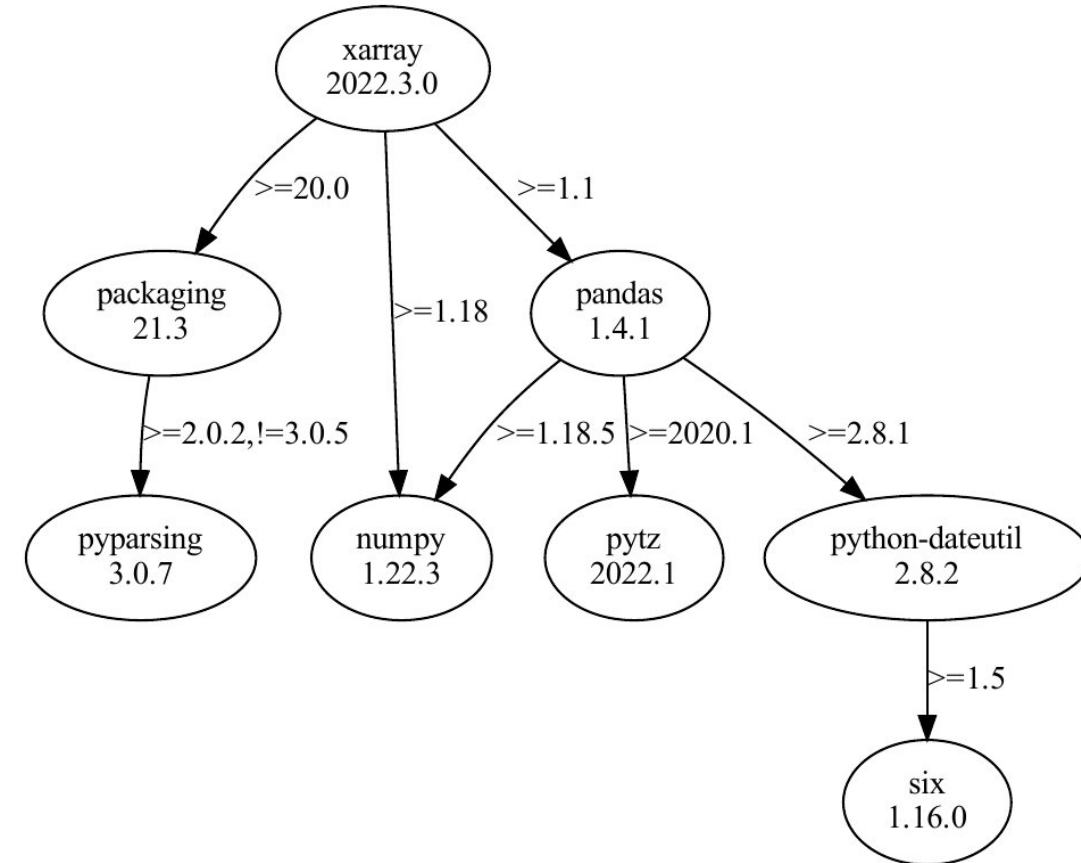 xarray
2022.3.0
>=20.0
>=1.1
>=1.18
packaging
21.3
pandas
1.4.1
>=2.0.2,!=3.0.5
>=1.18.5
>=2020.1
>=2.8.1
pyparsing
3.0.7
numpy
1.22.3
pytz
2022.1
python-dateutil
2.8.2
>=1.5
six
1.16.0